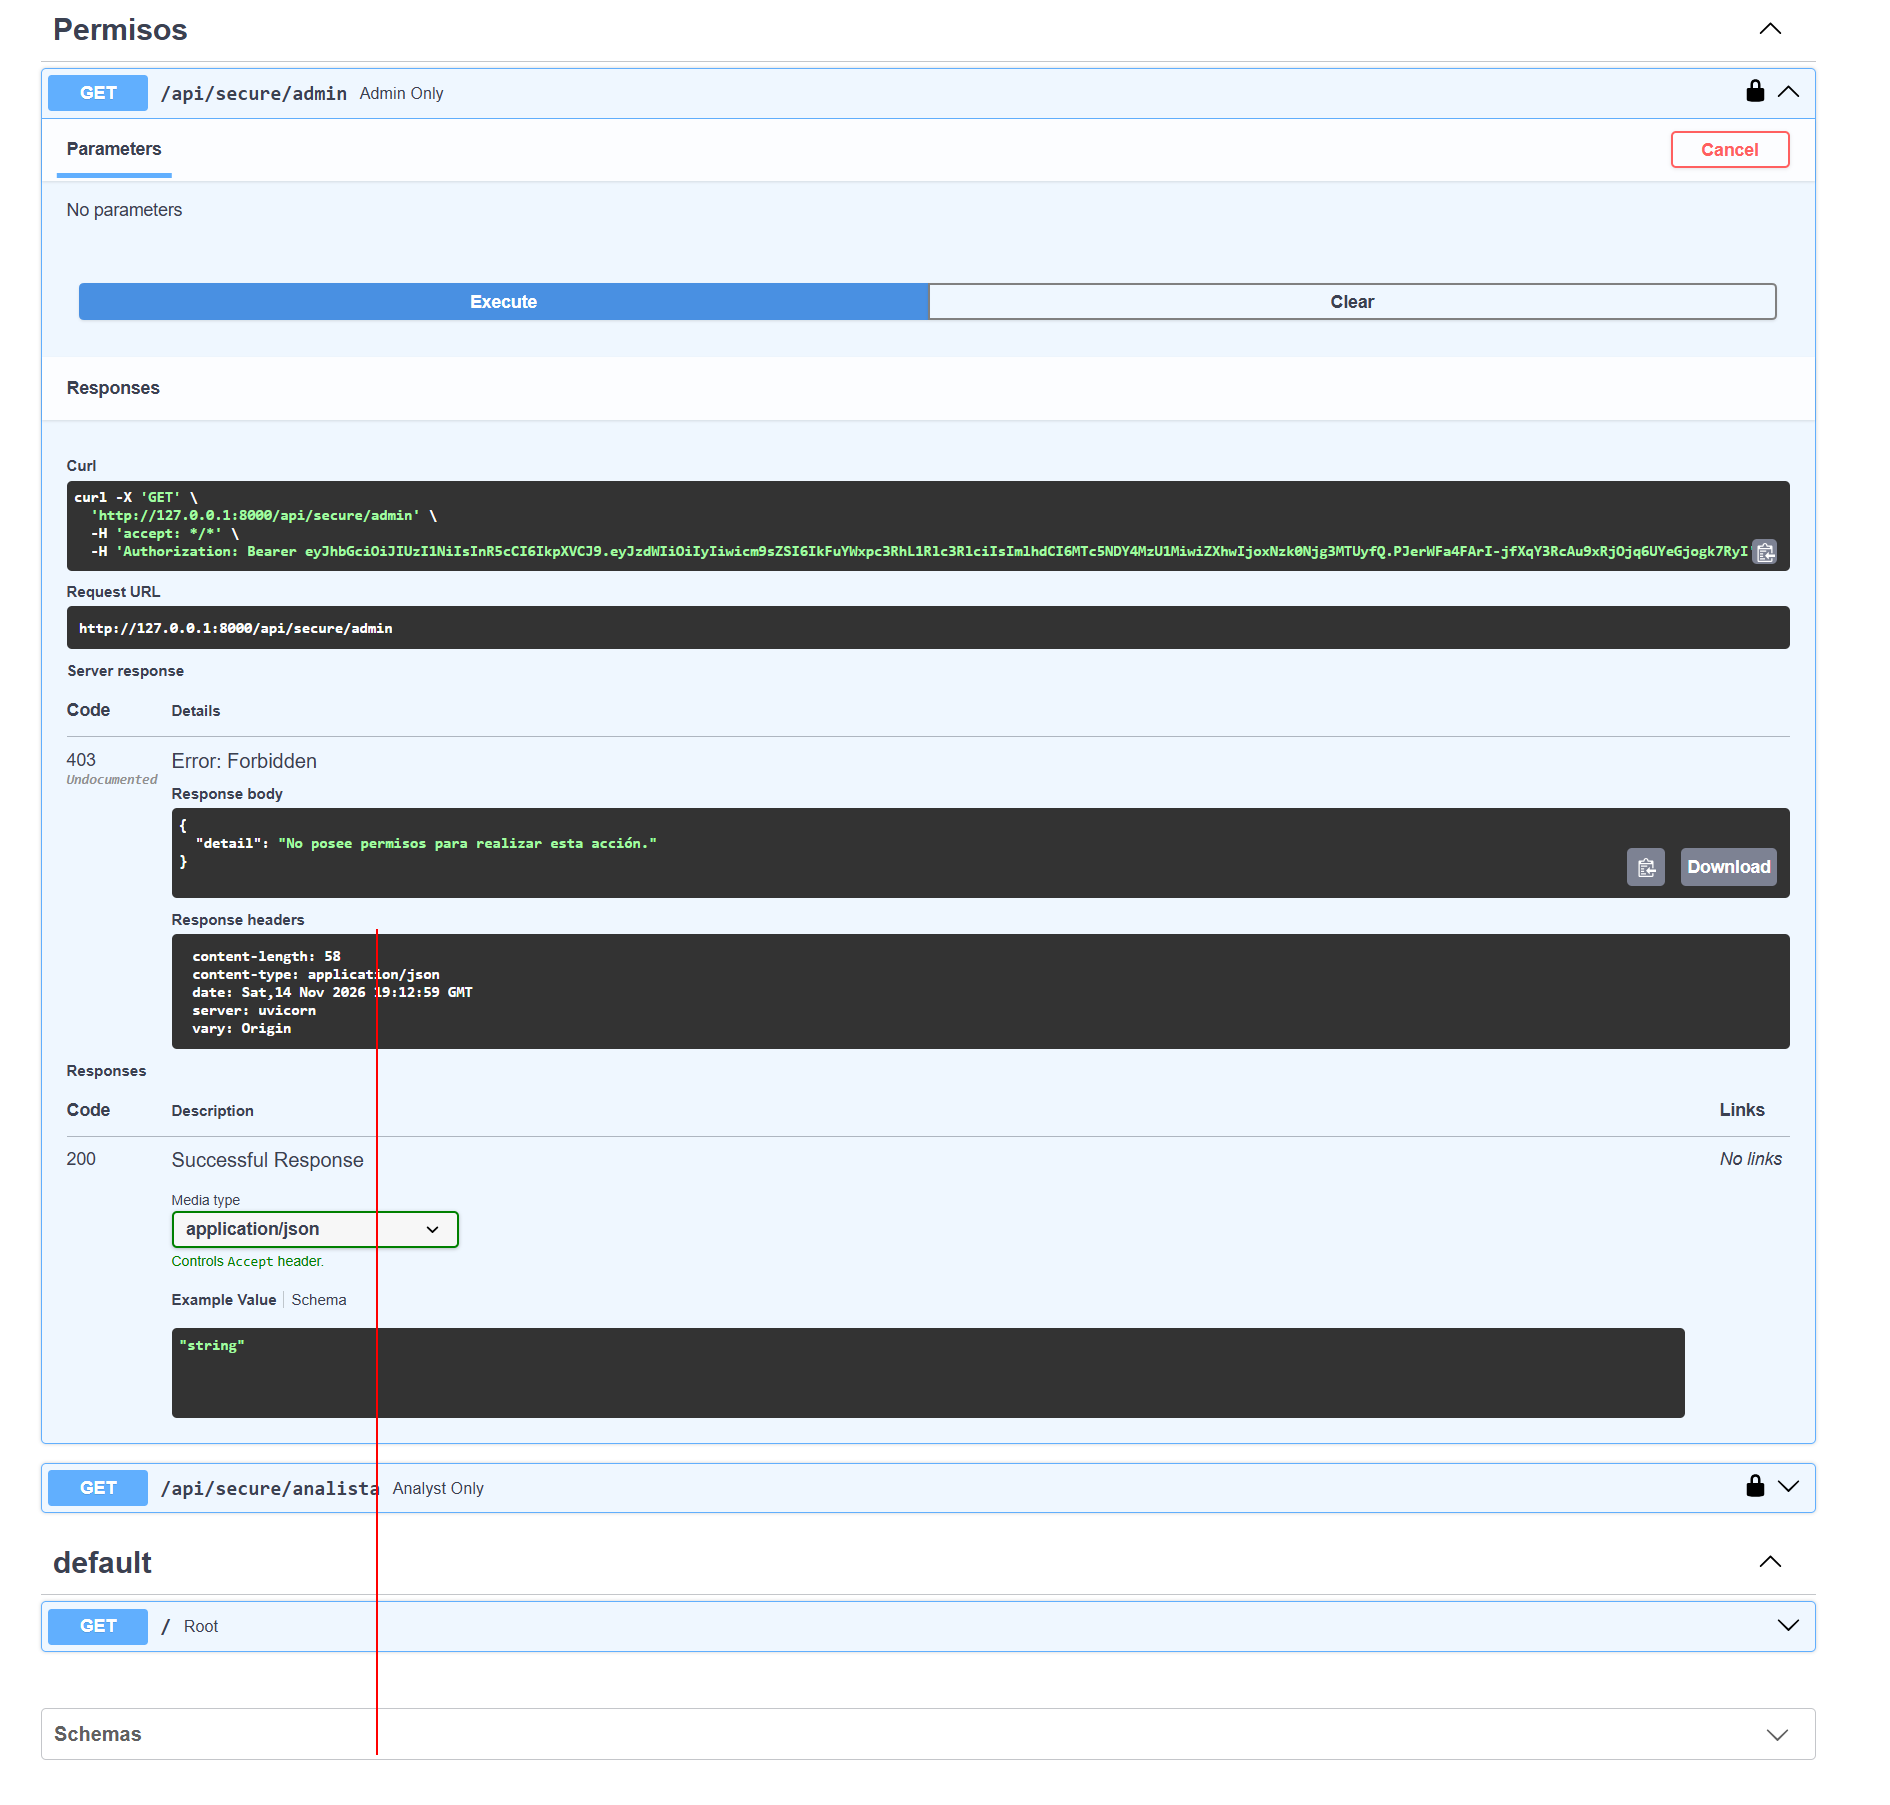 Permisos
GET /api/secure/admin Admin Only
Parameters
Cancel
No parameters
Execute
Clear
Responses
Curl
curl -X 'GET' \
'http://127.0.0.1:8000/api/secure/admin' \
-H 'accept: */*' \
-H 'Authorization: Bearer eyJhbGciOiJIUzI1NiIsInR5cCI6IkpXVCJ9.eyJzdWIiOiIyIiwicm9sZSI6IkFuYWxpc3RhL1Rlc3RlciIsImlhdCI6MTc5NDY4MzU1MiwiZXhwIjoxNzk0Njg3MTUyfQ.PJerWFa4FArI-jfXqY3RcAu9xRjOjq6UYeGjogk7RyI'
Request URL
http://127.0.0.1:8000/api/secure/admin
Server response
Code Details
403 Error: Forbidden
Undocumented
Response body
{
"detail": "No posee permisos para realizar esta acción."
}
Download
Response headers
content-length: 58
content-type: application/json
date: Sat,14 Nov 2026 19:12:59 GMT
server: uvicorn
vary: Origin
Responses
Code Description Links
200 Successful Response No links
Media type
application/json
Controls Accept header.
Example Value Schema
"string"
GET /api/secure/analista Analyst Only
default
GET / Root
Schemas